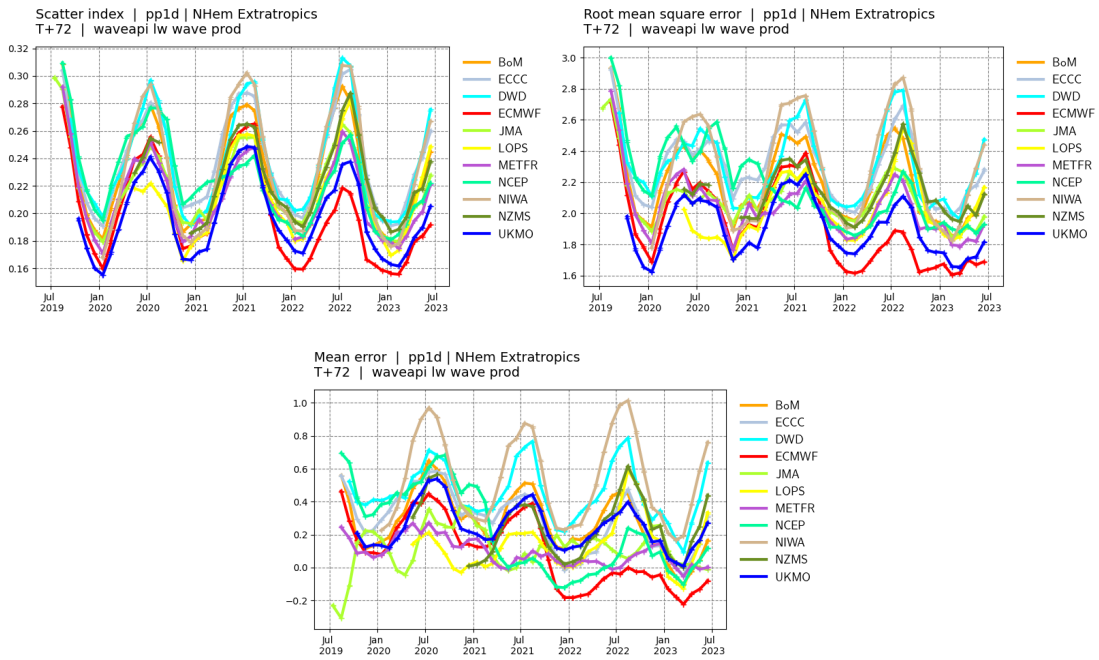 Scatter index | pp1d | NHem Extratropics
T+72 | waveapi lw wave prod
0.32
0.30
0.28
0.26
0.24
0.22
0.20
0.18
0.16
Jul 2019
Jan 2020
Jul 2020
Jan 2021
Jul 2021
Jan 2022
Jul 2022
Jan 2023
Jul 2023
BoM
ECCC
DWD
ECMWF
JMA
LOPS
METFR
NCEP
NIWA
NZMS
UKMO
Root mean square error | pp1d | NHem Extratropics
T+72 | waveapi lw wave prod
3.0
2.8
2.6
2.4
2.2
2.0
1.8
1.6
Jul 2019
Jan 2020
Jul 2020
Jan 2021
Jul 2021
Jan 2022
Jul 2022
Jan 2023
Jul 2023
BoM
ECCC
DWD
ECMWF
JMA
LOPS
METFR
NCEP
NIWA
NZMS
UKMO
Mean error | pp1d | NHem Extratropics
T+72 | waveapi lw wave prod
1.0
0.8
0.6
0.4
0.2
0.0
−0.2
Jul 2019
Jan 2020
Jul 2020
Jan 2021
Jul 2021
Jan 2022
Jul 2022
Jan 2023
Jul 2023
BoM
ECCC
DWD
ECMWF
JMA
LOPS
METFR
NCEP
NIWA
NZMS
UKMO